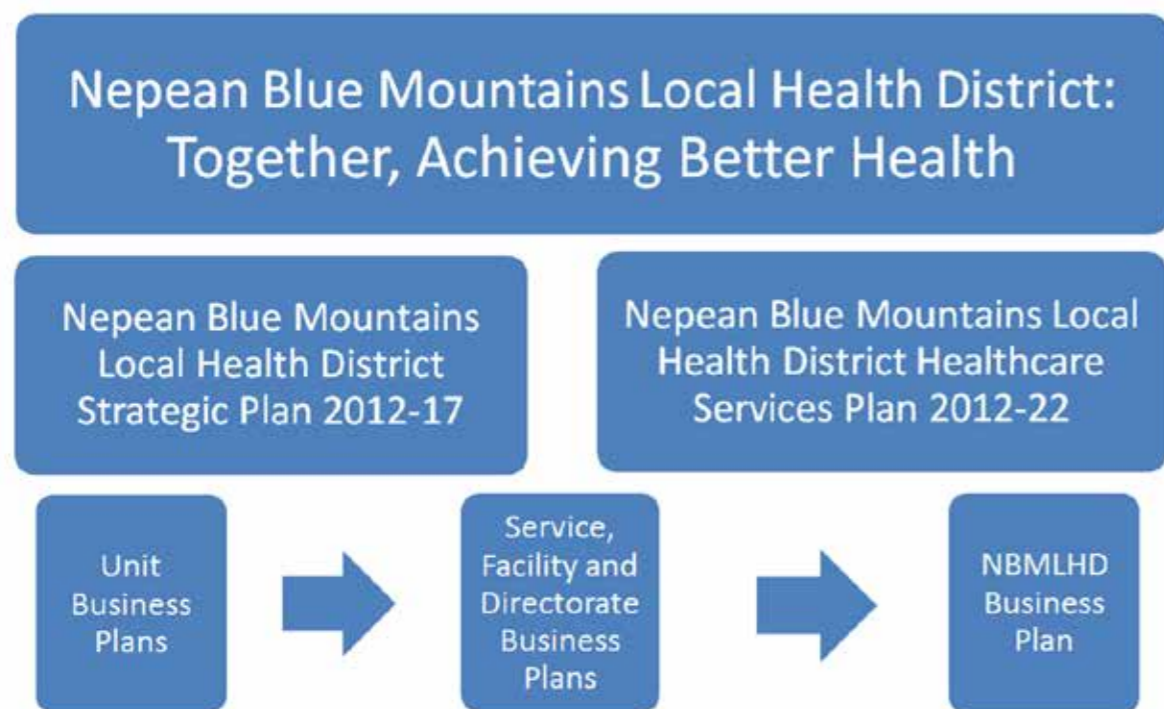 Nepean Blue Mountains Local Health District:
Together, Achieving Better Health
Nepean Blue Mountains
Local Health District
Strategic Plan 2012-17
Nepean Blue Mountains Local
Health District Healthcare
Services Plan 2012-22
Unit
Business
Plans
Service,
Facility and
Directorate
Business
Plans
NBMLHD
Business
Plan